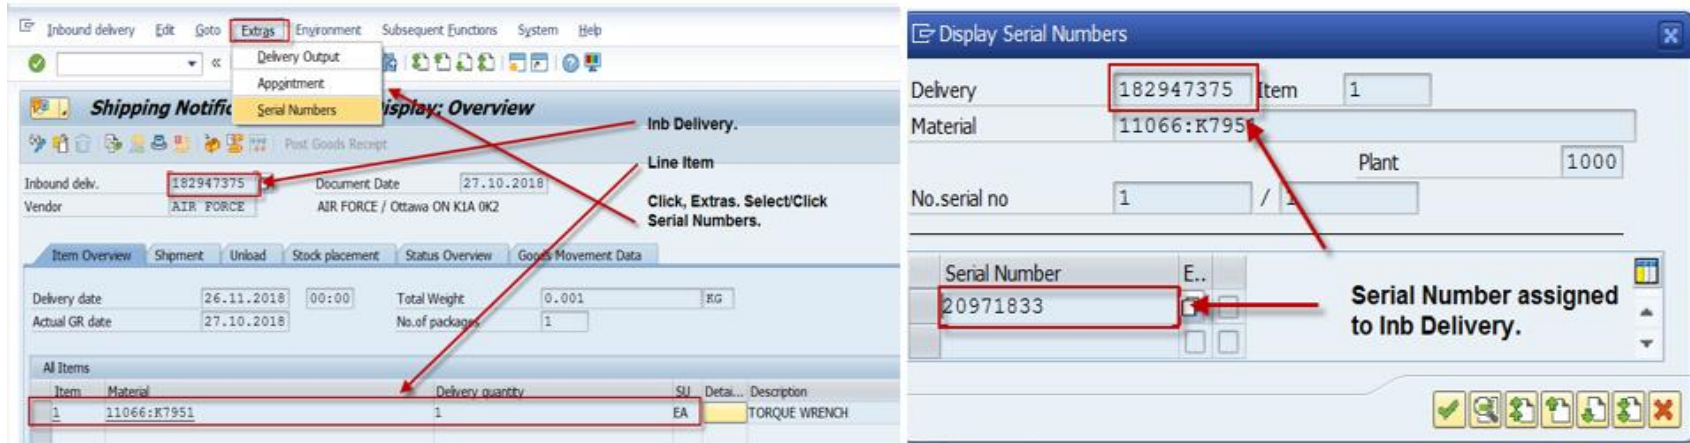 Inbound delivery Edit Goto Extras Environment Subsequent Functions System Help
Delivery Output
Appointment
Serial Numbers
Shipping Notific isplay: Overview
Post Goods Receipt
Inb Delivery.
Line Item
Click, Extras. Select/Click
Serial Numbers.
Inbound delv. 182947375 Document Date 27.10.2018
Vendor AIR FORCE AIR FORCE / Ottawa ON K1A 0K2
Item Overview Shipment Unload Stock placement Status Overview Goods Movement Data
Delivery date 26.11.2018 00:00 Total Weight 0.001 KG
Actual GR date 27.10.2018 No.of packages 1
All Items
Item Material Delivery quantity SU Detai... Description
1 11066:K7951 1 EA TORQUE WRENCH
Display Serial Numbers
Delivery 182947375 Item 1
Material 11066:K795
Plant 1000
No.serial no 1 / 1
Serial Number E..
20971833
Serial Number assigned
to Inb Delivery.